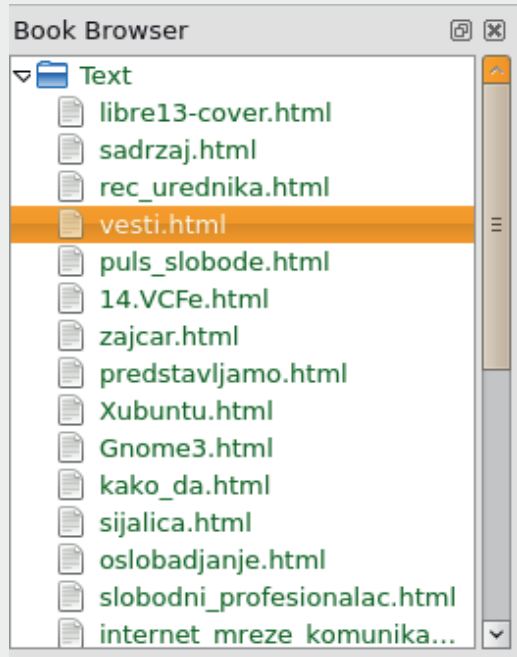 Book Browser
Text
libre13-cover.html
sadrzaj.html
rec_urednika.html
vesti.html
puls_slobode.html
14.VCFe.html
zajcar.html
predstavljamo.html
Xubuntu.html
Gnome3.html
kako_da.html
sijalica.html
oslobadjanje.html
slobodni_profesionalac.html
internet_mreze_komunika...